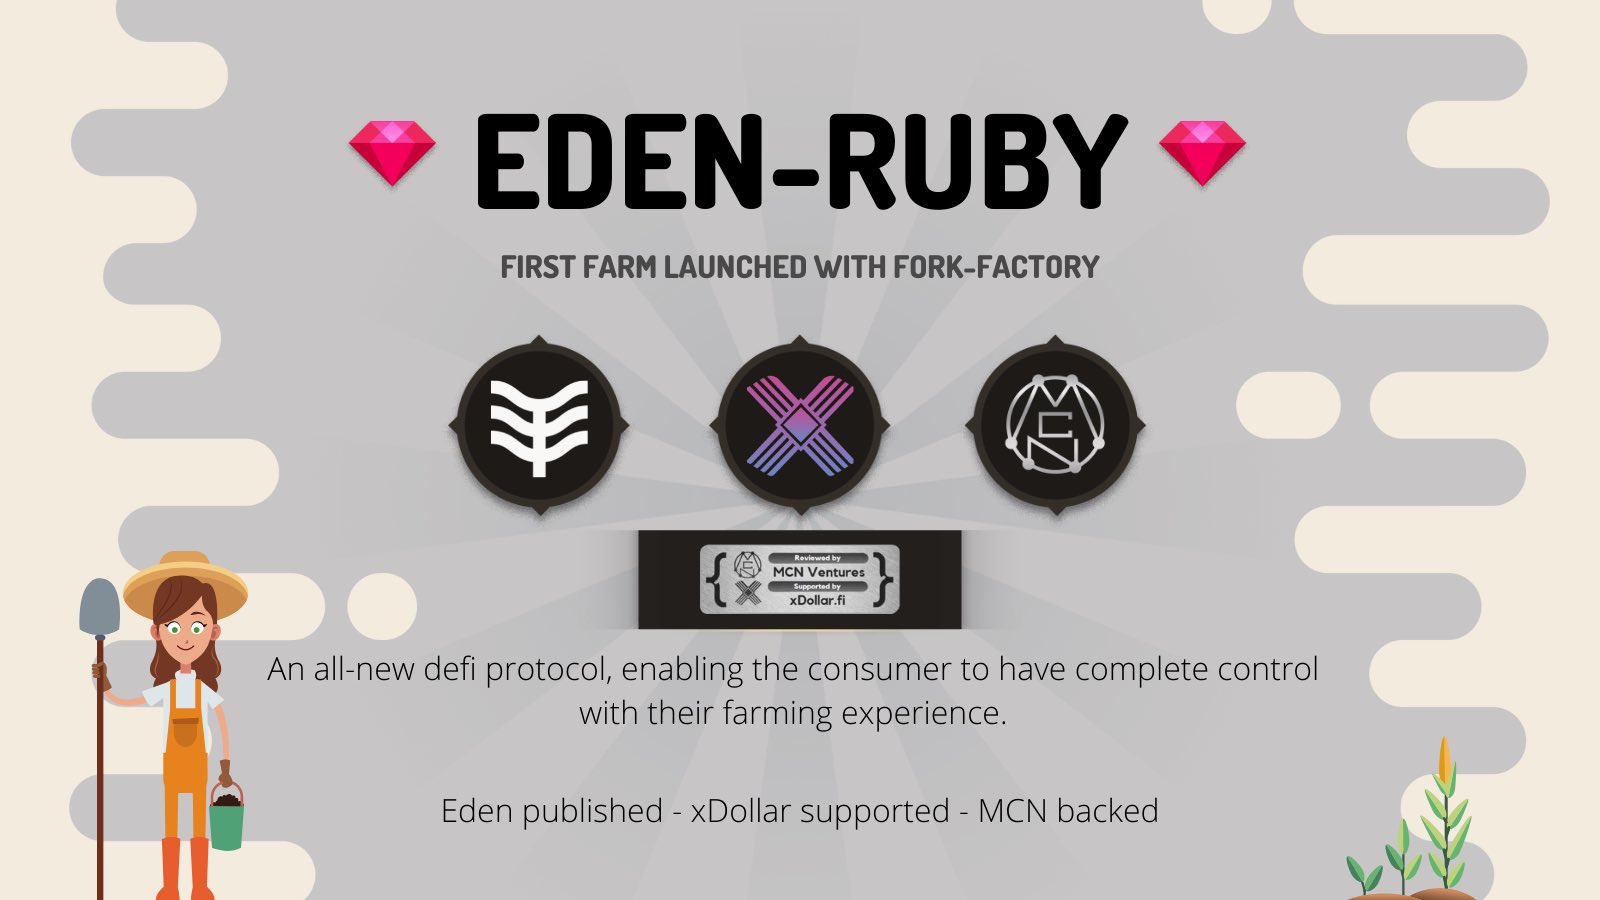 EDEN-RUBY
FIRST FARM LAUNCHED WITH FORK-FACTORY
MCN
Reviewed by
MCN Ventures
Supported by
xDollar.fi
An all-new defi protocol, enabling the consumer to have complete control
with their farming experience.
Eden published - xDollar supported - MCN backed